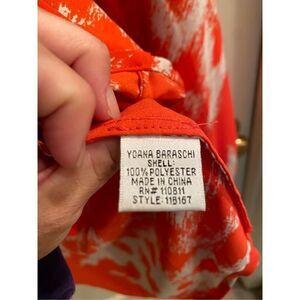 YOANA BARASCHI
SHELL:
100% POLYESTER
MADE IN CHINA
RN# 110811
STYLE: 11B167